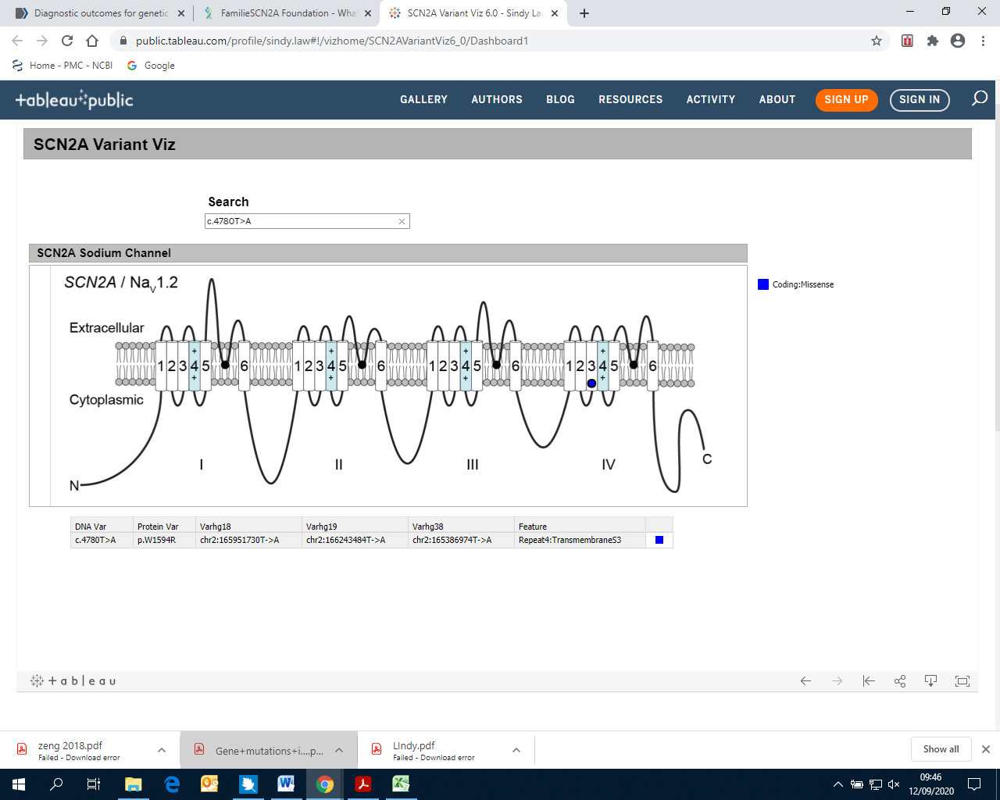 Diagnostic outcomes for genetic
FamilieSCN2A Foundation - Wha
SCN2A Variant Viz 6.0 - Sindy La
public.tableau.com/profile/sindy.law#!/vizhome/SCN2AVariantViz6_0/Dashboard1
Home - PMC - NCBI
Google
+ableau public
GALLERY AUTHORS BLOG RESOURCES ACTIVITY ABOUT SIGN UP SIGN IN
SCN2A Variant Viz
Search
c.4780T>A
SCN2A Sodium Channel
SCN2A / Nav1.2
Coding:Missense
Extracellular
1 2 3 4 5 6 1 2 3 4 5 6 1 2 3 4 5 6 1 2 3 4 5 6
Cytoplasmic
I II III IV
C
N
DNA Var Protein Var Varhg18 Varhg19 Varhg38 Feature
c.4780T>A p.W1594R chr2:165951730T->A chr2:166243484T->A chr2:165386974T->A Repeat4:TransmembraneS3
+ a b | e a u
zeng 2018.pdf
Failed - Download error
Gene+mutations+i....p...
LIndy.pdf
Failed - Download error
Show all
09:46
12/09/2020